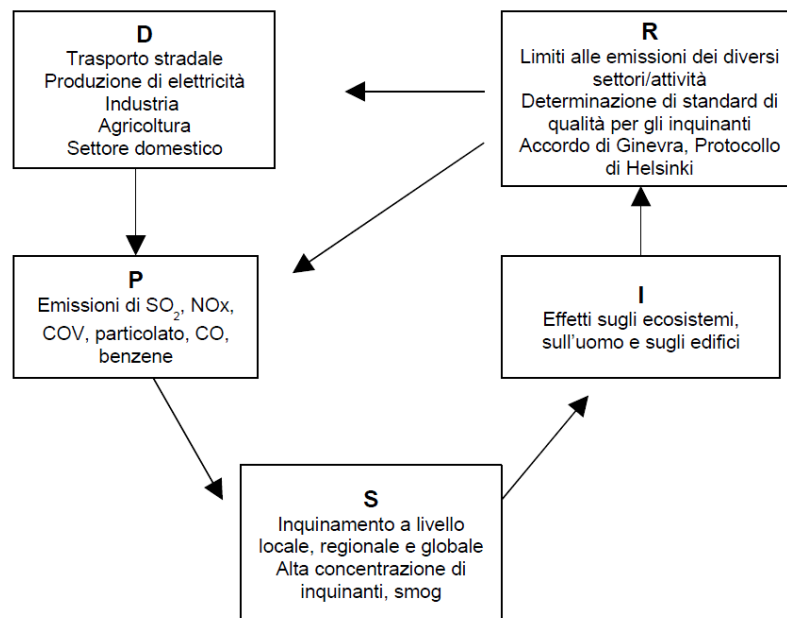 D
Trasporto stradale
Produzione di elettricità
Industria
Agricoltura
Settore domestico
R
Limiti alle emissioni dei diversi
settori/attività
Determinazione di standard di
qualità per gli inquinanti
Accordo di Ginevra, Protocollo
di Helsinki
P
Emissioni di SO₂, NOx,
COV, particolato, CO,
benzene
I
Effetti sugli ecosistemi,
sull'uomo e sugli edifici
S
Inquinamento a livello
locale, regionale e globale
Alta concentrazione di
inquinanti, smog